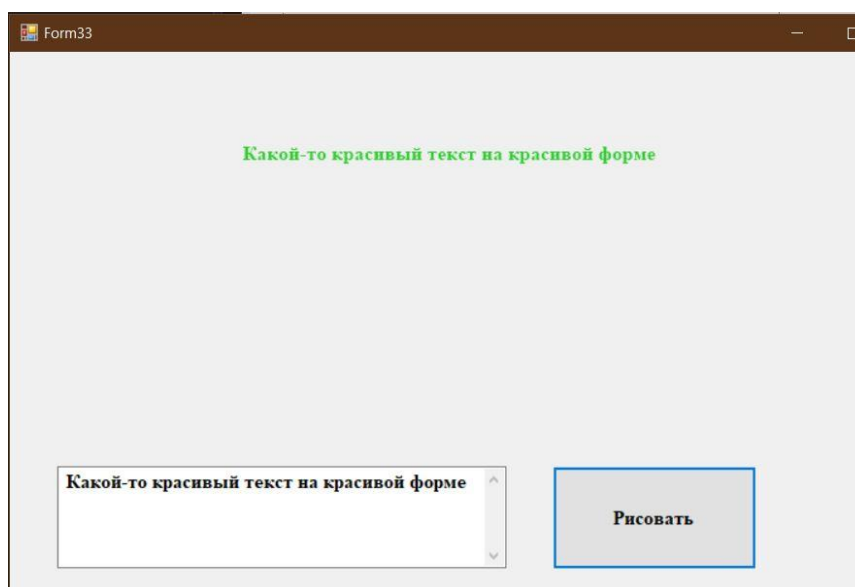 Form33
Какой-то красивый текст на красивой форме
Какой-то красивый текст на красивой форме
Рисовать